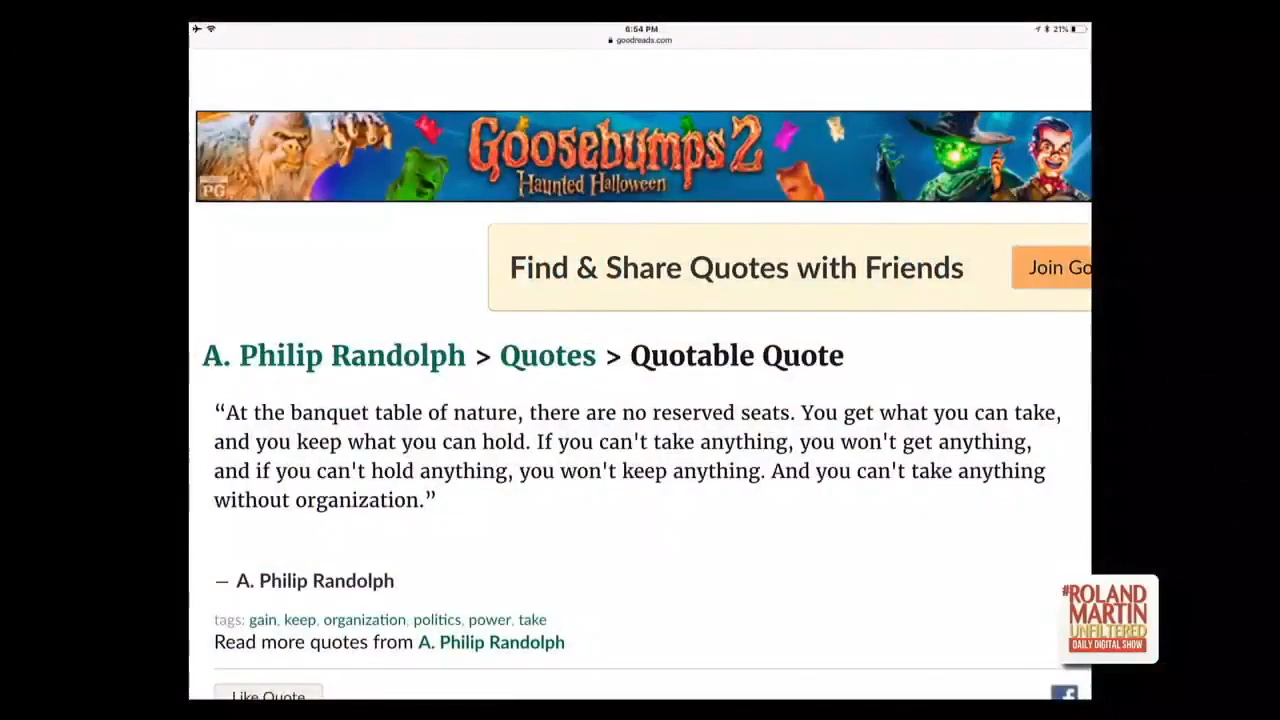 6:54 PM
21%
goodreads.com
PG
Goosebumps 2
Haunted Halloween
Find & Share Quotes with Friends
Join Go
A. Philip Randolph > Quotes > Quotable Quote
“At the banquet table of nature, there are no reserved seats. You get what you can take,
and you keep what you can hold. If you can't take anything, you won't get anything,
and if you can't hold anything, you won't keep anything. And you can't take anything
without organization.”
― A. Philip Randolph
tags: gain, keep, organization, politics, power, take
Read more quotes from A. Philip Randolph
Like Quote
#ROLAND
MARTIN
UNFILTERED
DAILY DIGITAL SHOW